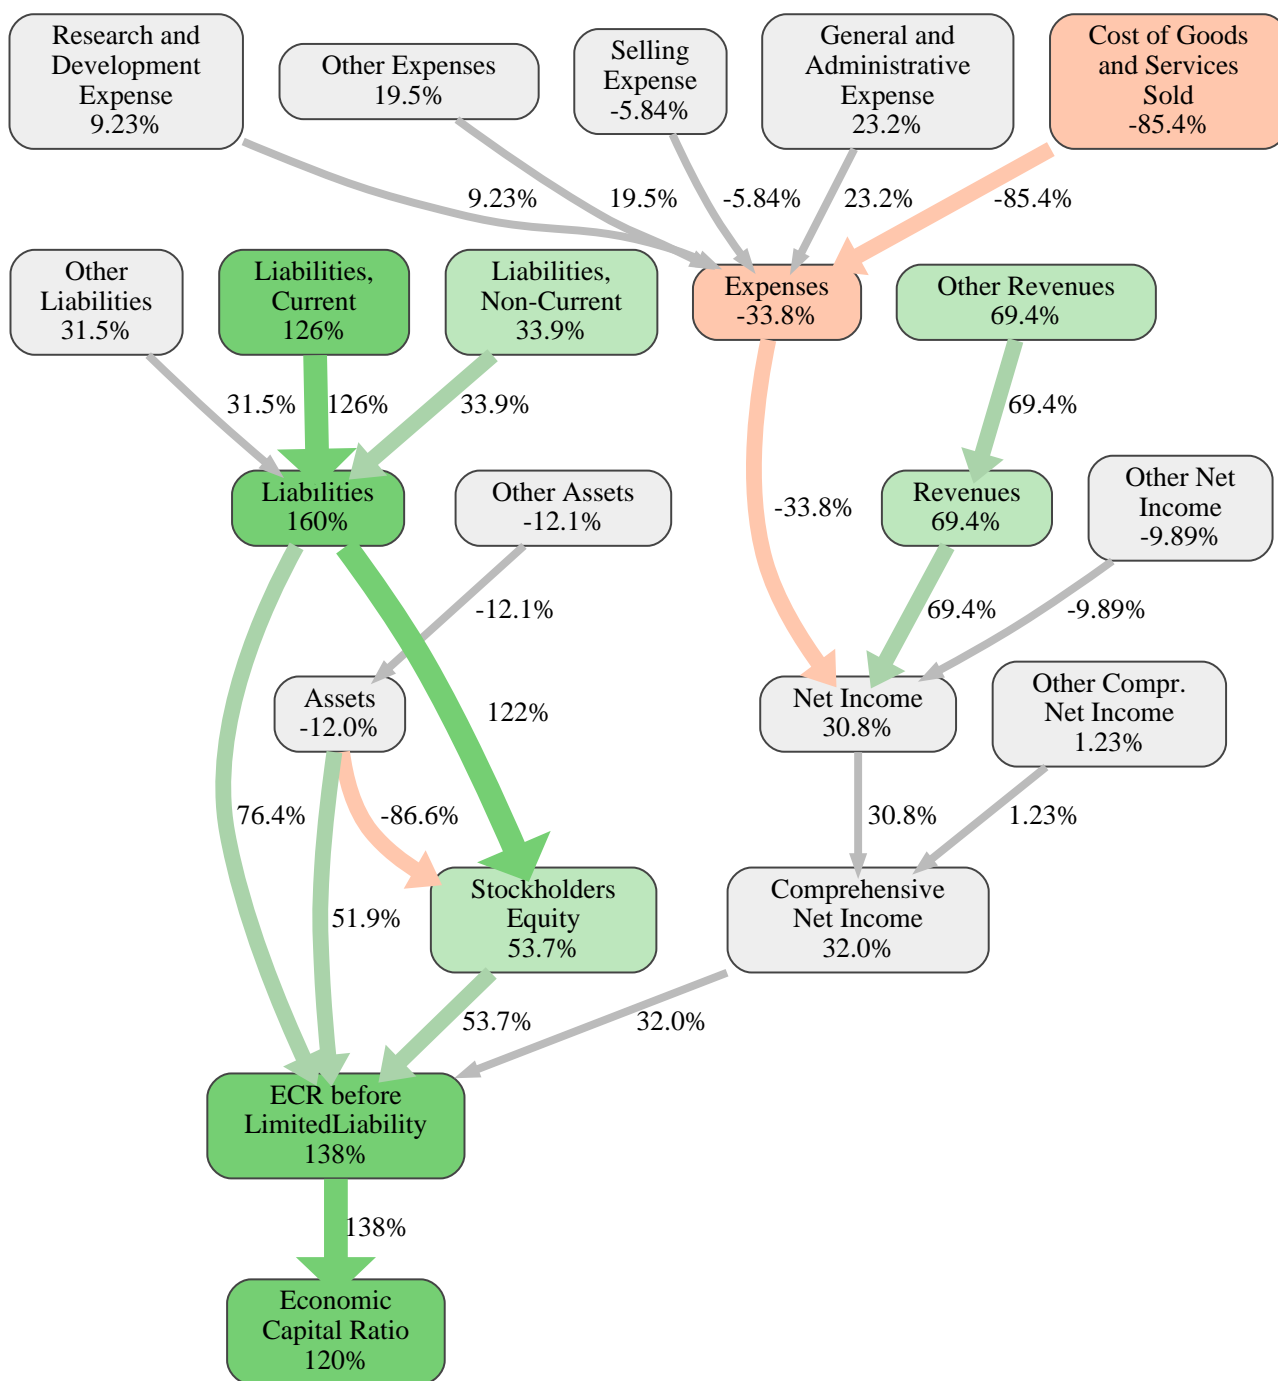 Research and
Development
Expense
9.23%
Other Expenses
19.5%
Selling
Expense
-5.84%
General and
Administrative
Expense
23.2%
Cost of Goods
and Services
Sold
-85.4%
9.23%
19.5%
-5.84%
23.2%
-85.4%
Other
Liabilities
31.5%
Liabilities,
Current
126%
Liabilities,
Non-Current
33.9%
Expenses
-33.8%
Other Revenues
69.4%
31.5%
126%
33.9%
69.4%
Liabilities
160%
Other Assets
-12.1%
-33.8%
Revenues
69.4%
Other Net
Income
-9.89%
-12.1%
69.4%
-9.89%
Assets
-12.0%
122%
Net Income
30.8%
Other Compr.
Net Income
1.23%
76.4%
-86.6%
30.8%
1.23%
51.9%
Stockholders
Equity
53.7%
Comprehensive
Net Income
32.0%
53.7%
32.0%
ECR before
LimitedLiability
138%
138%
Economic
Capital Ratio
120%